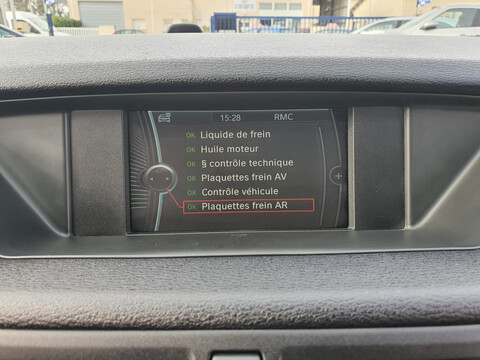 15:28 RMC
OK Liquide de frein
OK Huile moteur
OK § contrôle technique
OK Plaquettes frein AV
OK Contrôle véhicule
OK Plaquettes frein AR